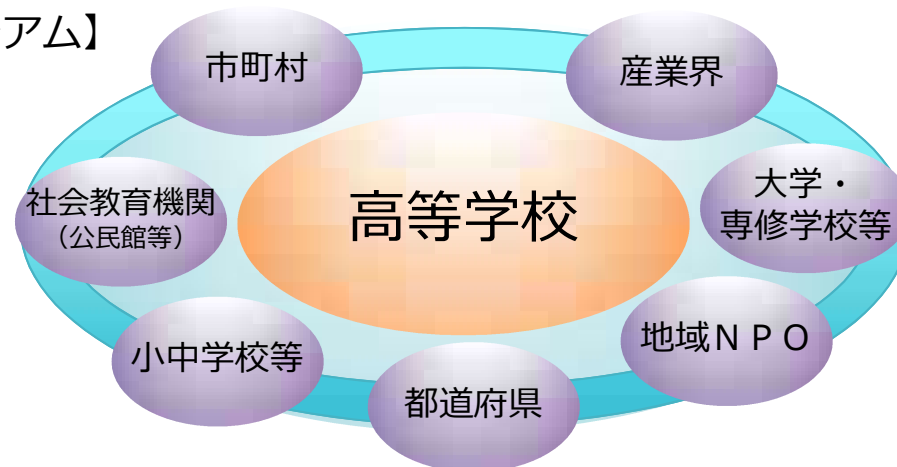 アム】
市町村
産業界
社会教育機関
（公民館等）
高等学校
大学・
専修学校等
小中学校等
地域ＮＰＯ
都道府県